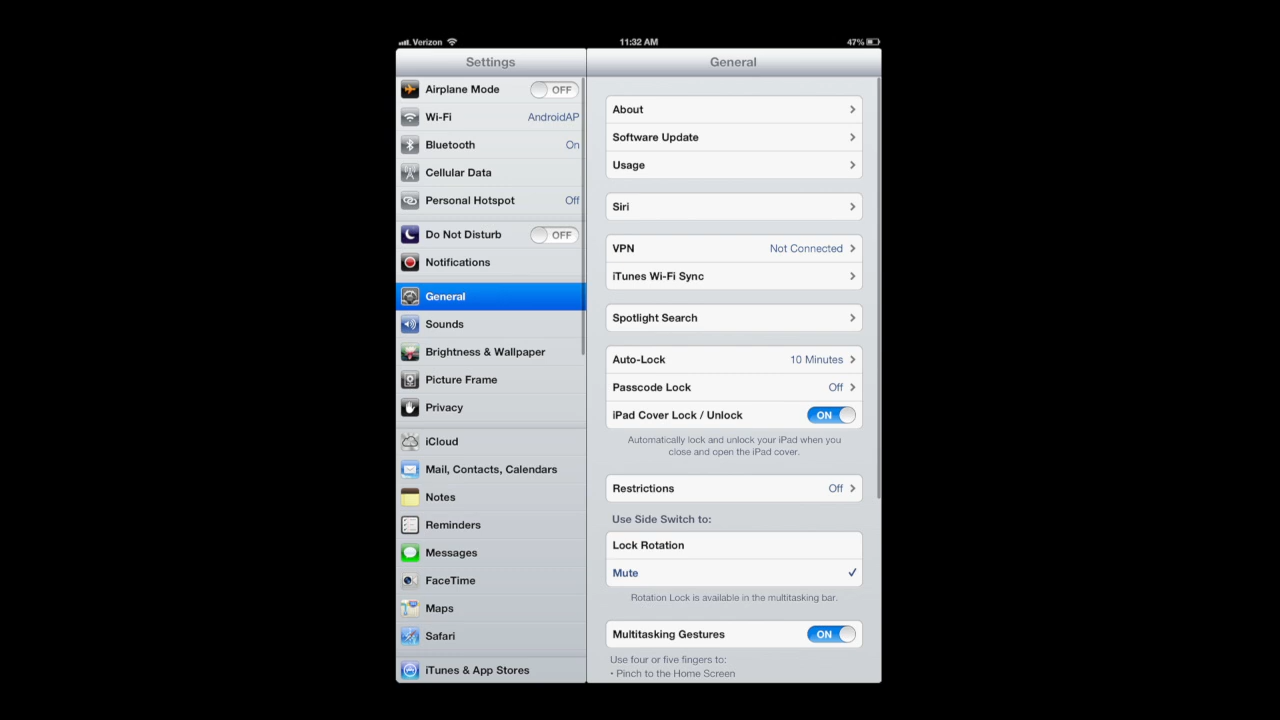 Verizon 11:32 AM 47%
Settings
Airplane Mode OFF
Wi-Fi AndroidAP
Bluetooth On
Cellular Data
Personal Hotspot Off
Do Not Disturb OFF
Notifications
General
Sounds
Brightness & Wallpaper
Picture Frame
Privacy
iCloud
Mail, Contacts, Calendars
Notes
Reminders
Messages
FaceTime
Maps
Safari
iTunes & App Stores
General
About
Software Update
Usage
Siri
VPN Not Connected
iTunes Wi-Fi Sync
Spotlight Search
Auto-Lock 10 Minutes
Passcode Lock Off
iPad Cover Lock / Unlock ON
Automatically lock and unlock your iPad when you
close and open the iPad cover.
Restrictions Off
Use Side Switch to:
Lock Rotation
Mute
Rotation Lock is available in the multitasking bar.
Multitasking Gestures ON
Use four or five fingers to:
• Pinch to the Home Screen